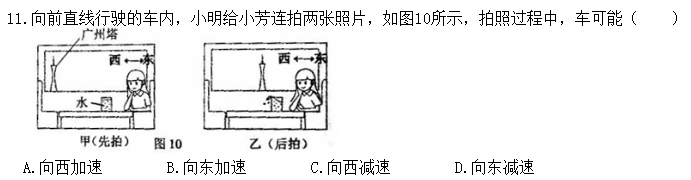 11.向前直线行驶的车内，小明给小芳连拍两张照片，如图10所示，拍照过程中，车可能（　　）
广州塔
西 ⟷ 东
西 ⟷ 东
水
甲(先拍)　图 10　乙（后拍）
A.向西加速　B.向东加速　C.向西减速　D.向东减速